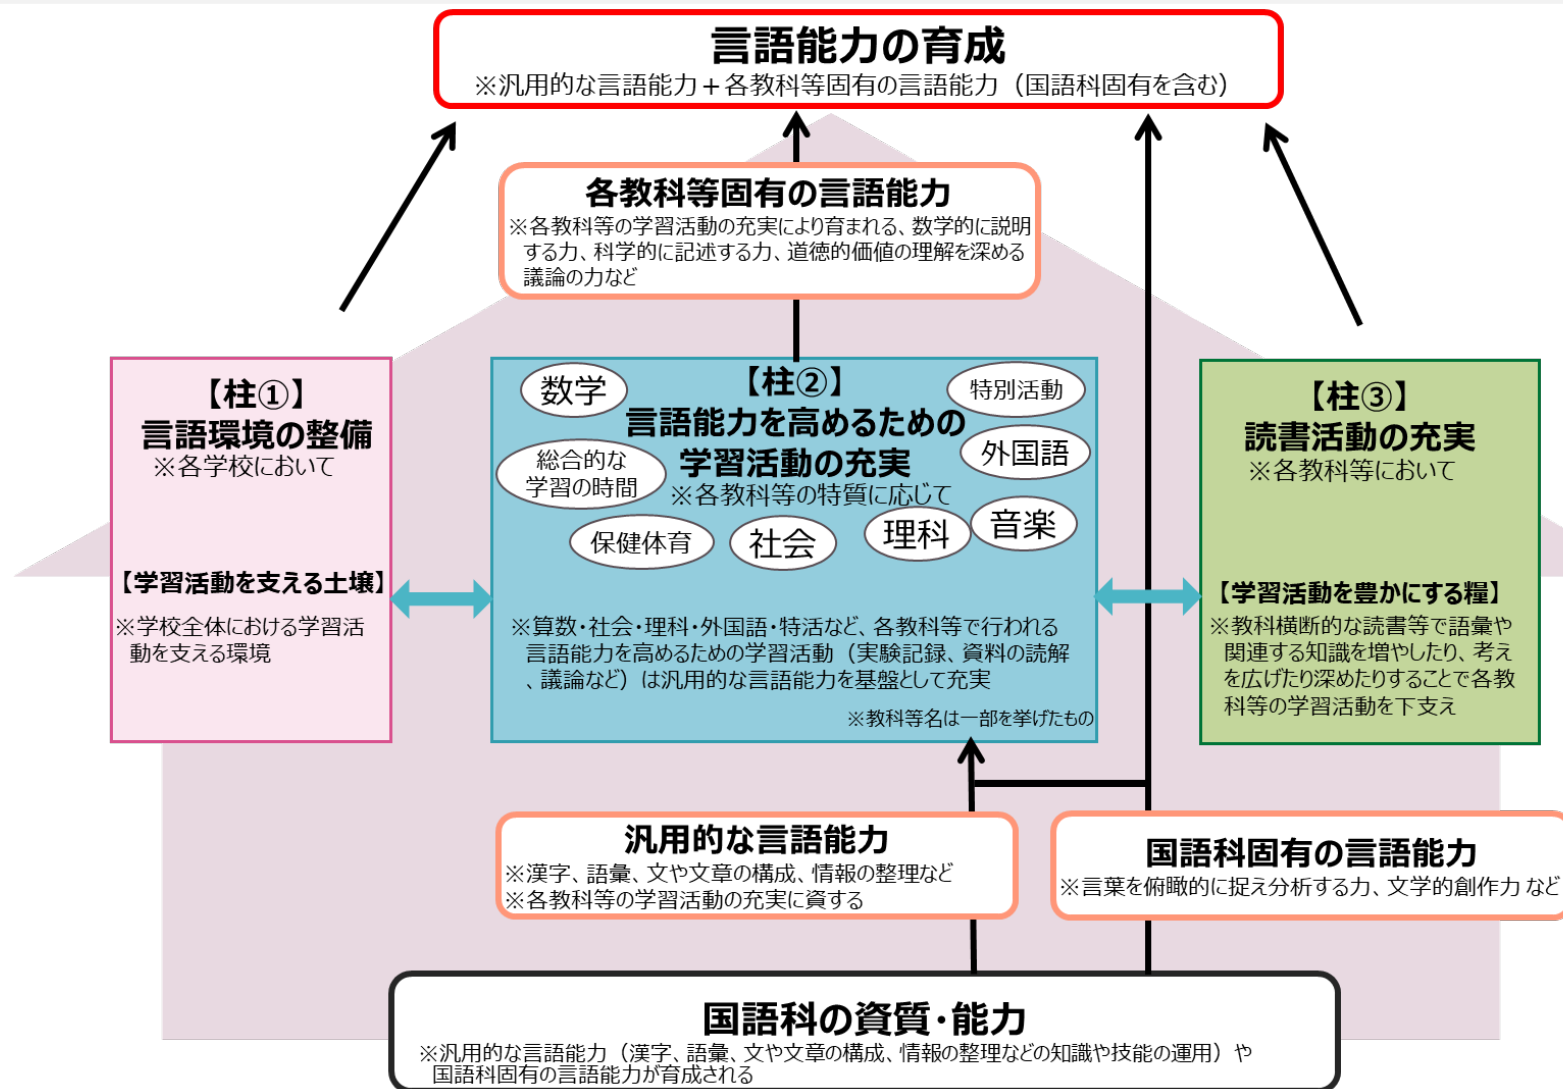 言語能力の育成
※汎用的な言語能力＋各教科等固有の言語能力（国語科固有を含む）
各教科等固有の言語能力
※各教科等の学習活動の充実により育まれる、数学的に説明
する力、科学的に記述する力、道徳的価値の理解を深める
議論の力など
【柱①】
言語環境の整備
※各学校において
【学習活動を支える土壌】
※学校全体における学習活
動を支える環境
【柱②】
言語能力を高めるための
学習活動の充実
※各教科等の特質に応じて
数学
特別活動
総合的な
学習の時間
外国語
保健体育
社会
理科
音楽
※算数・社会・理科・外国語・特活など、各教科等で行われる
言語能力を高めるための学習活動（実験記録、資料の読解
、議論など）は汎用的な言語能力を基盤として充実
※教科等名は一部を挙げたもの
【柱③】
読書活動の充実
※各教科等において
【学習活動を豊かにする糧】
※教科横断的な読書等で語彙や
関連する知識を増やしたり、考え
を広げたり深めたりすることで各教
科等の学習活動を下支え
汎用的な言語能力
※漢字、語彙、文や文章の構成、情報の整理など
※各教科等の学習活動の充実に資する
国語科固有の言語能力
※言葉を俯瞰的に捉え分析する力、文学的創作力 など
国語科の資質・能力
※汎用的な言語能力（漢字、語彙、文や文章の構成、情報の整理などの知識や技能の運用）や
国語科固有の言語能力が育成される